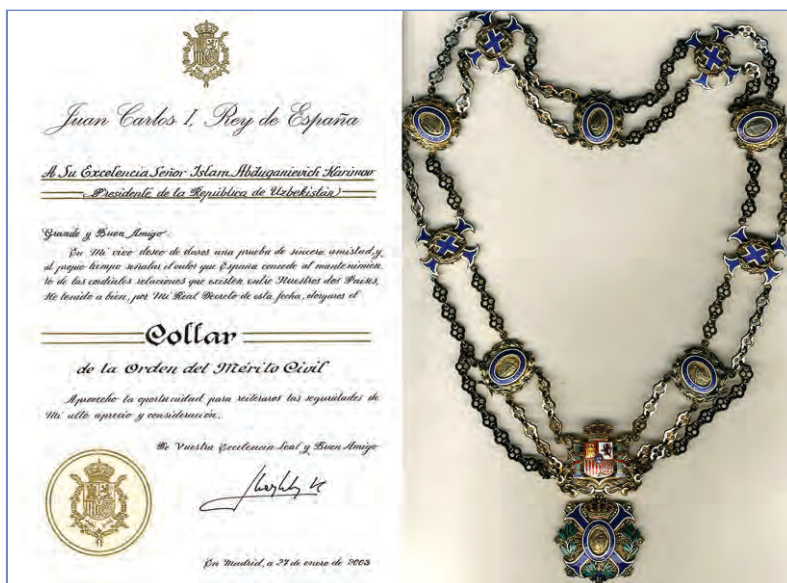 Juan Carlos I, Rey de España
A Su Excelencia Señor Islam Abduganievich Karimov
Presidente de la República de Uzbekistán
Grande y Buen Amigo:
En Mi vivo deseo de daros una prueba de sincera amistad y,
al propio tiempo señalar el valor que España concede al mantenimien-
to de las cordiales relaciones que existen entre Nuestros dos Países,
He tenido a bien, por Mi Real Decreto de esta fecha, otorgaros el
Collar
de la Orden del Mérito Civil
Aprovecho la oportunidad para reiteraros las seguridades de
Mi alto aprecio y consideración.
De Vuestra Excelencia Leal y Buen Amigo
En Madrid, a 27 de enero de 2003